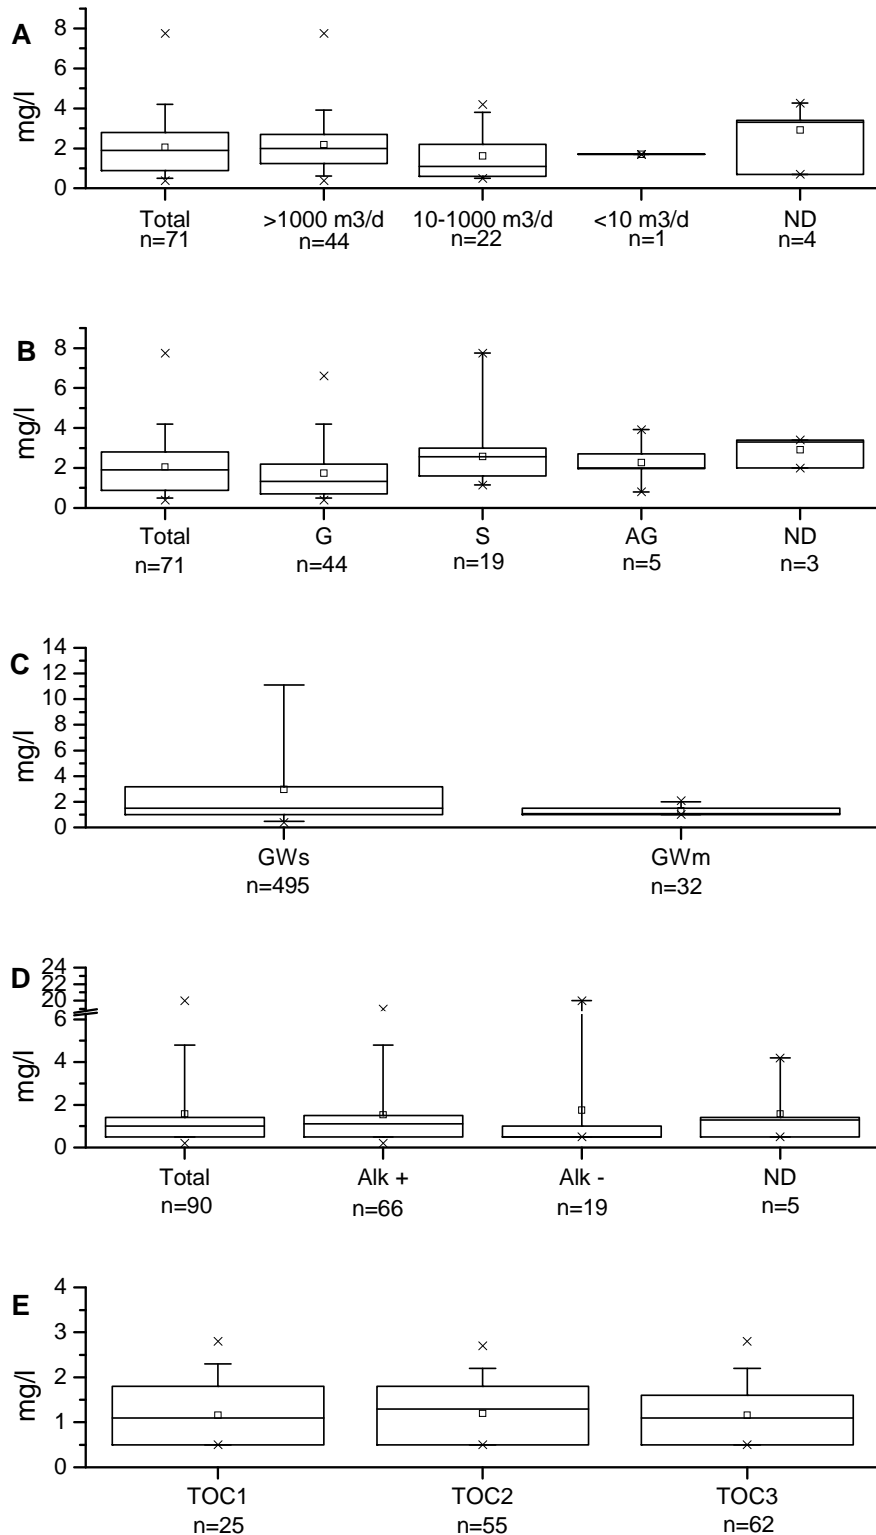 A
mg/l
8
6
4
2
0
Total >1000 m3/d 10-1000 m3/d <10 m3/d ND
n=71 n=44 n=22 n=1 n=4
B
mg/l
8
6
4
2
0
Total G S AG ND
n=71 n=44 n=19 n=5 n=3
C
mg/l
14
12
10
8
6
4
2
0
GWs GWm
n=495 n=32
D
mg/l
24
22
20
6
4
2
0
Total Alk + Alk - ND
n=90 n=66 n=19 n=5
E
mg/l
4
3
2
1
0
TOC1 TOC2 TOC3
n=25 n=55 n=62